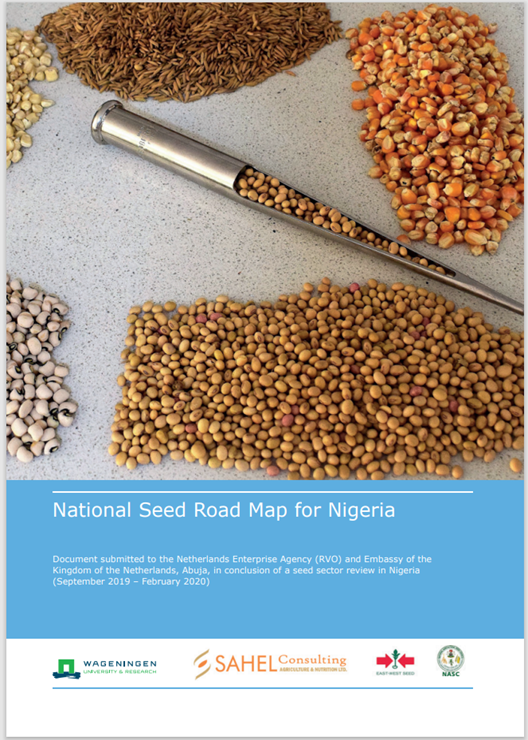 National Seed Road Map for Nigeria
Document submitted to the Netherlands Enterprise Agency (RVO) and Embassy of the
Kingdom of the Netherlands, Abuja, in conclusion of a seed sector review in Nigeria
(September 2019 – February 2020)
WAGENINGEN
UNIVERSITY & RESEARCH
SAHEL Consulting
AGRICULTURE & NUTRITION LTD.
EAST-WEST SEED
NASC